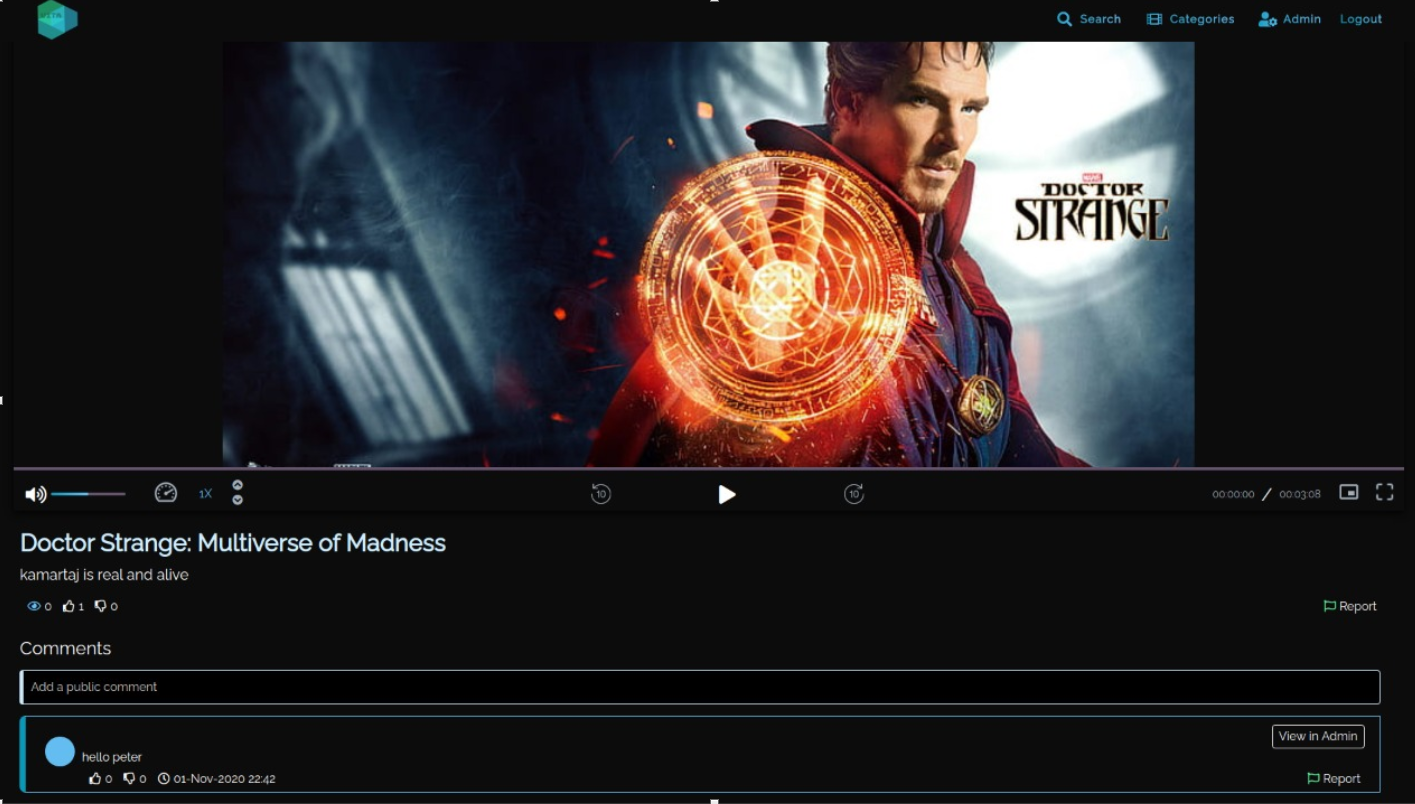 Search Categories Admin Logout
MARVEL
DOCTOR
STRANGE
1X 10 10 00:00:00 / 00:03:08
Doctor Strange: Multiverse of Madness
kamartaj is real and alive
0 1 0 Report
Comments
Add a public comment
View in Admin
hello peter
0 0 01-Nov-2020 22:42 Report